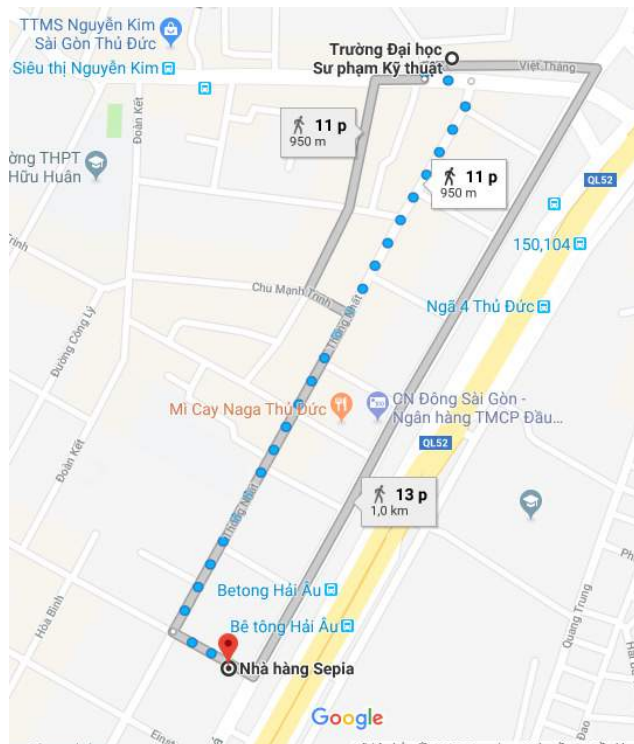 TTMS Nguyễn Kim
Sài Gòn Thủ Đức
Siêu thị Nguyễn Kim
Trường Đại học
Sư phạm Kỹ thuật
Việt Thắng
Đoàn Kết
11 p
950 m
ường THPT
Hữu Huân
11 p
950 m
QL52
150,104
Trinh
Chu Mạnh Trinh
Ngã 4 Thủ Đức
Thống Nhất
Đường Công Lý
Mì Cay Naga Thủ Đức
CN Đông Sài Gòn -
Ngân hàng TMCP Đầu...
QL52
Đoàn Kết
13 p
1,0 km
Thống Nhất
Betong Hải Âu
Bê tông Hải Âu
Hòa Bình
Quang Trung
Nhà hàng Sepia
Google